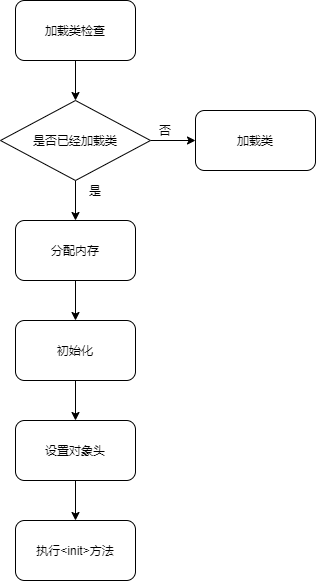 加载类检查
是否已经加载类
否
加载类
是
分配内存
初始化
设置对象头
执行<init>方法